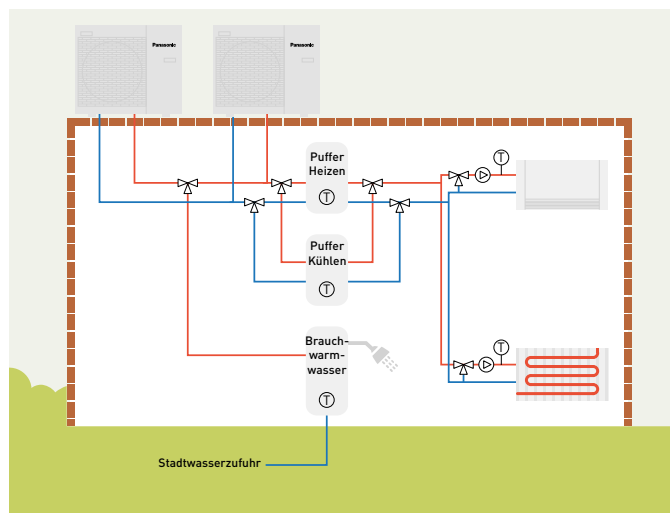 Panasonic
Panasonic
Puffer
Heizen
T
T
T
Puffer
Kühlen
T
Brauch-
warm-
wasser
T
T
Stadtwasserzufuhr